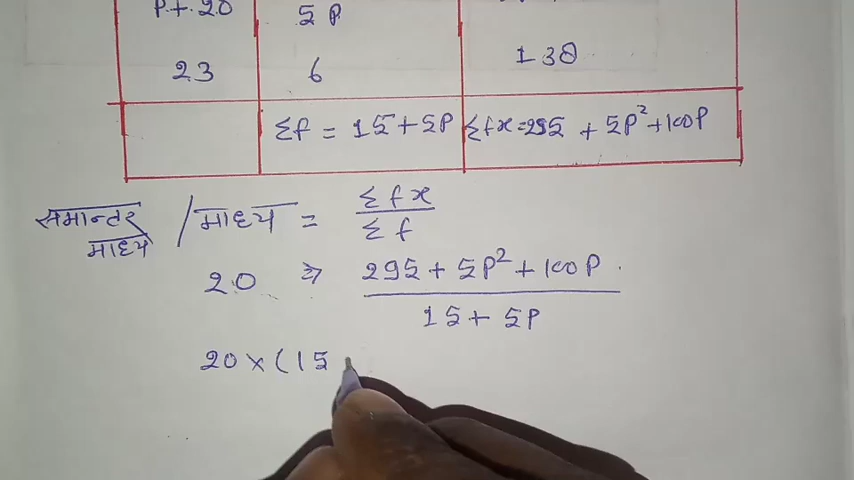 P+20 5P
23 6 138
Σf = 15+5P Σfx=295 + 5P²+100P
समान्तर माध्य / माध्य = Σfx / Σf
20 ⇒ 295 + 5P² + 100P / 15 + 5P
20 × (15